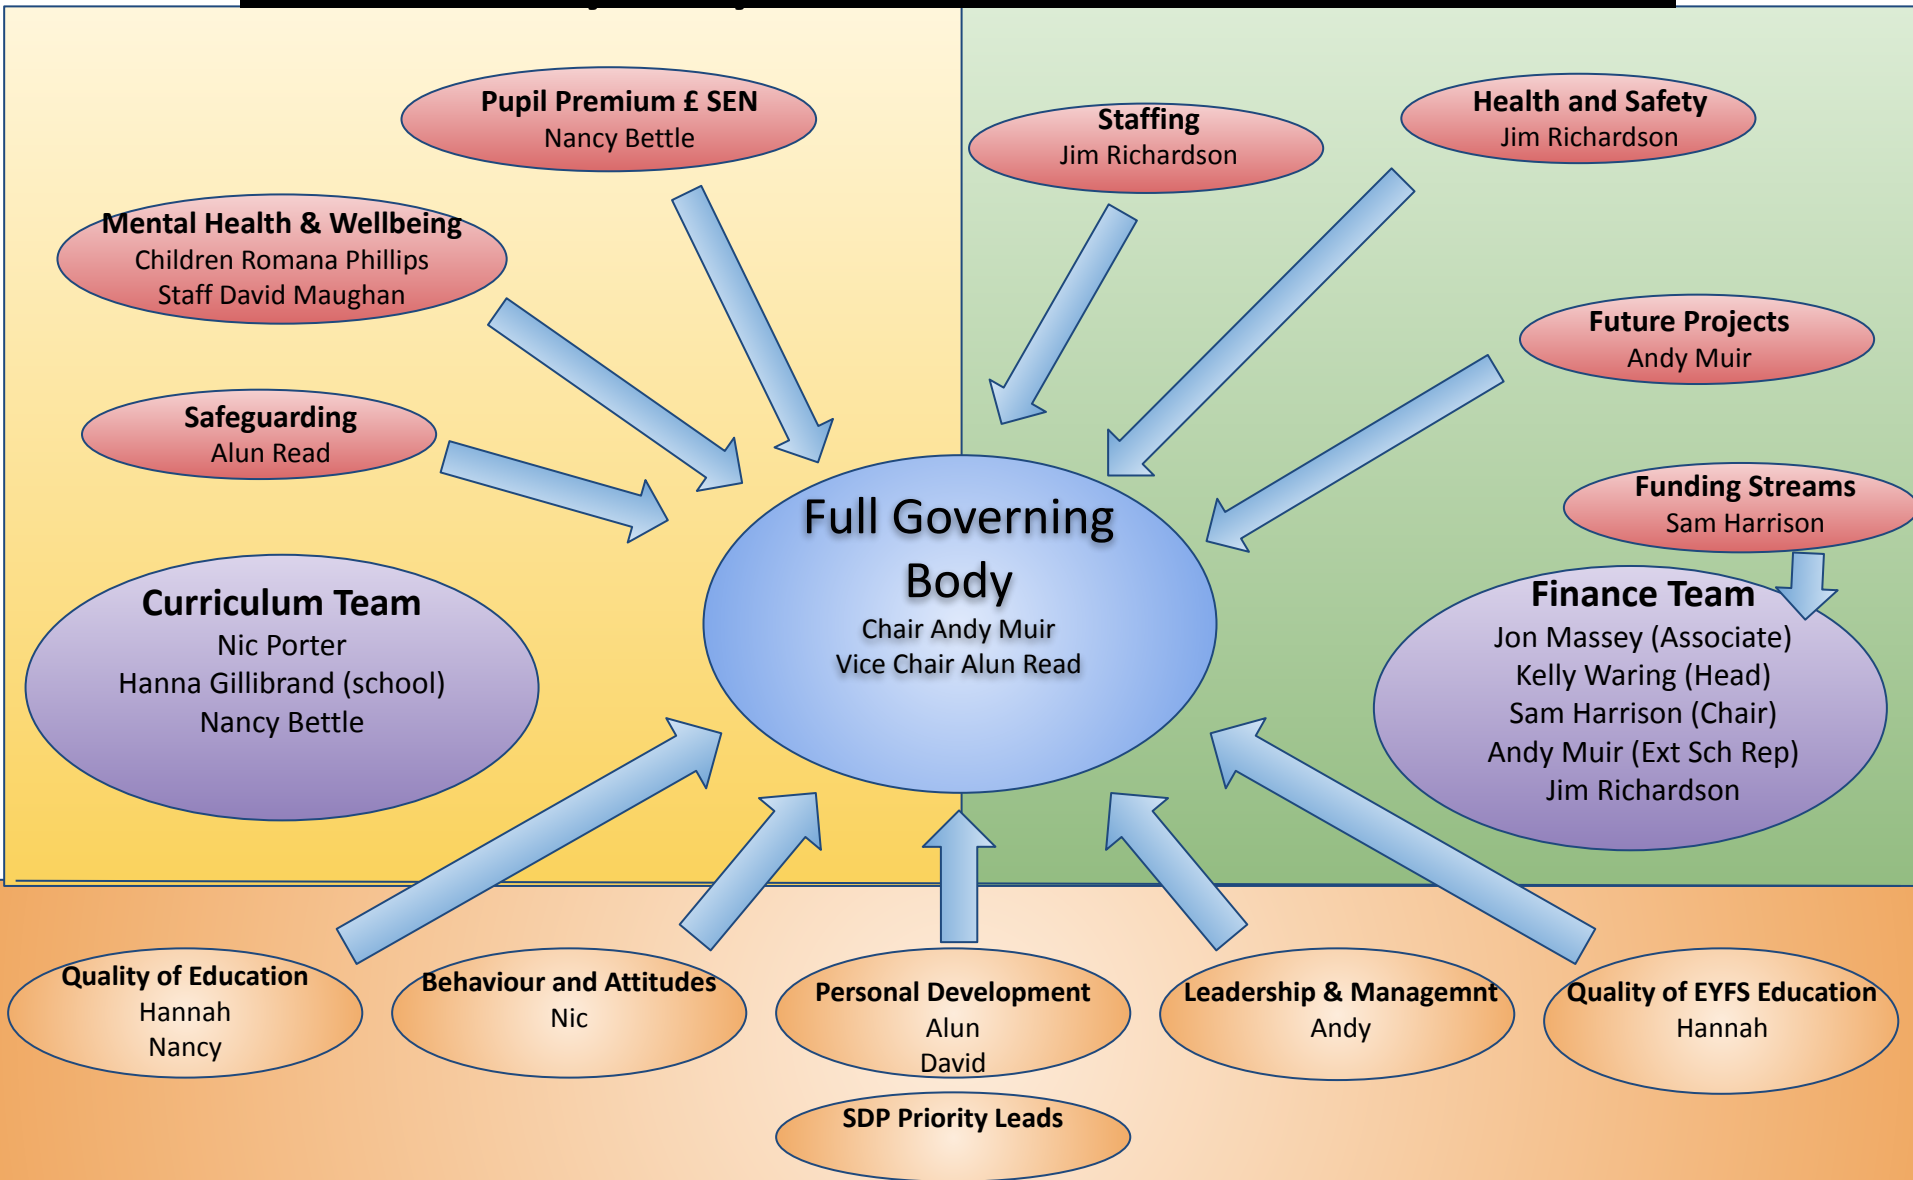 Pupil Premium £ SEN
Nancy Bettle
Staffing
Jim Richardson
Health and Safety
Jim Richardson
Mental Health & Wellbeing
Children Romana Phillips
Staff David Maughan
Future Projects
Andy Muir
Safeguarding
Alun Read
Funding Streams
Sam Harrison
Full Governing
Body
Chair Andy Muir
Vice Chair Alun Read
Curriculum Team
Nic Porter
Hanna Gillibrand (school)
Nancy Bettle
Finance Team
Jon Massey (Associate)
Kelly Waring (Head)
Sam Harrison (Chair)
Andy Muir (Ext Sch Rep)
Jim Richardson
Quality of Education
Hannah
Nancy
Behaviour and Attitudes
Nic
Personal Development
Alun
David
Leadership & Managemnt
Andy
Quality of EYFS Education
Hannah
SDP Priority Leads